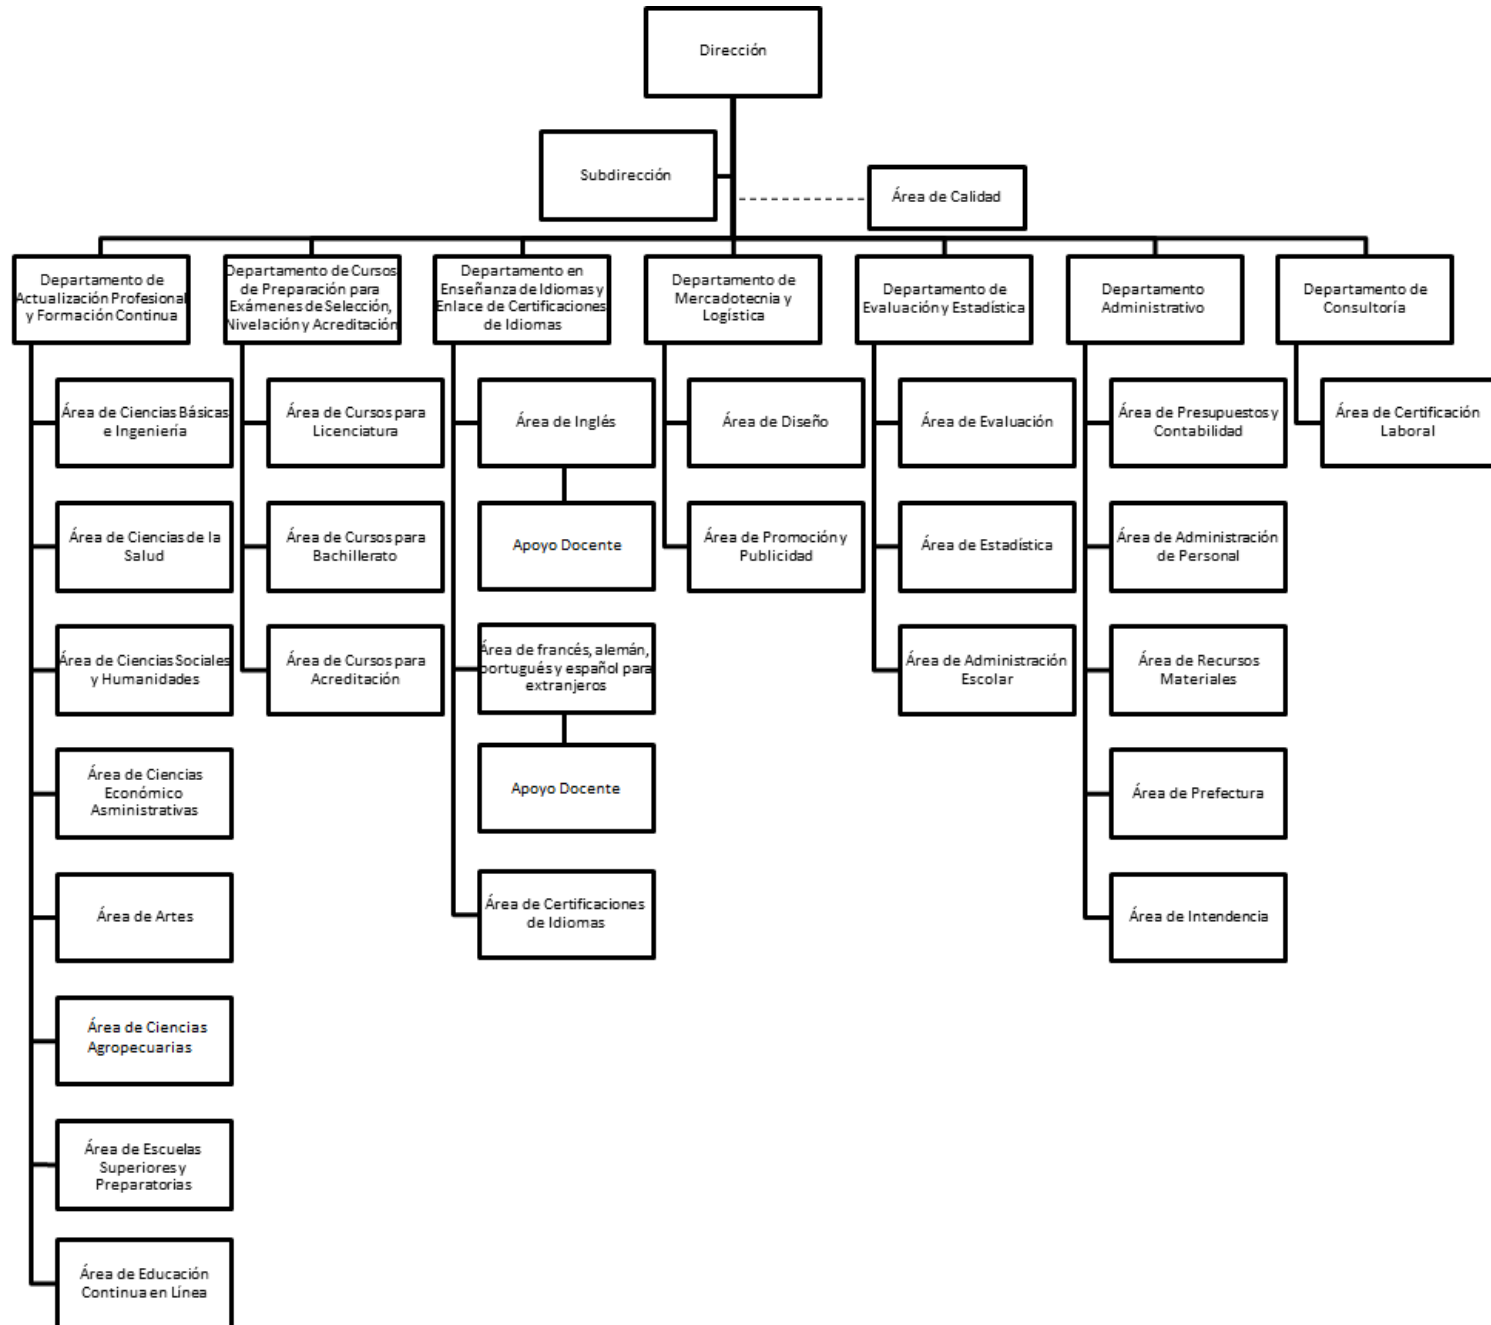 Dirección
Subdirección
Área de Calidad
Departamento de
Actualización Profesional
y Formación Continua
Departamento de Cursos
de Preparación para
Exámenes de Selección,
Nivelación y Acreditación
Departamento en
Enseñanza de Idiomas y
Enlace de Certificaciones
de Idiomas
Departamento de
Mercadotecnia y
Logística
Departamento de
Evaluación y Estadística
Departamento
Administrativo
Departamento de
Consultoría
Área de Ciencias Básicas
e Ingeniería
Área de Ciencias de la
Salud
Área de Ciencias Sociales
y Humanidades
Área de Ciencias
Económico
Asministrativas
Área de Artes
Área de Ciencias
Agropecuarias
Área de Escuelas
Superiores y
Preparatorias
Área de Educación
Continua en Línea
Área de Cursos para
Licenciatura
Área de Cursos para
Bachillerato
Área de Cursos para
Acreditación
Área de Inglés
Apoyo Docente
Área de francés, alemán,
portugués y español para
extranjeros
Apoyo Docente
Área de Certificaciones
de Idiomas
Área de Diseño
Área de Promoción y
Publicidad
Área de Evaluación
Área de Estadística
Área de Administración
Escolar
Área de Presupuestos y
Contabilidad
Área de Administración
de Personal
Área de Recursos
Materiales
Área de Prefectura
Área de Intendencia
Área de Certificación
Laboral